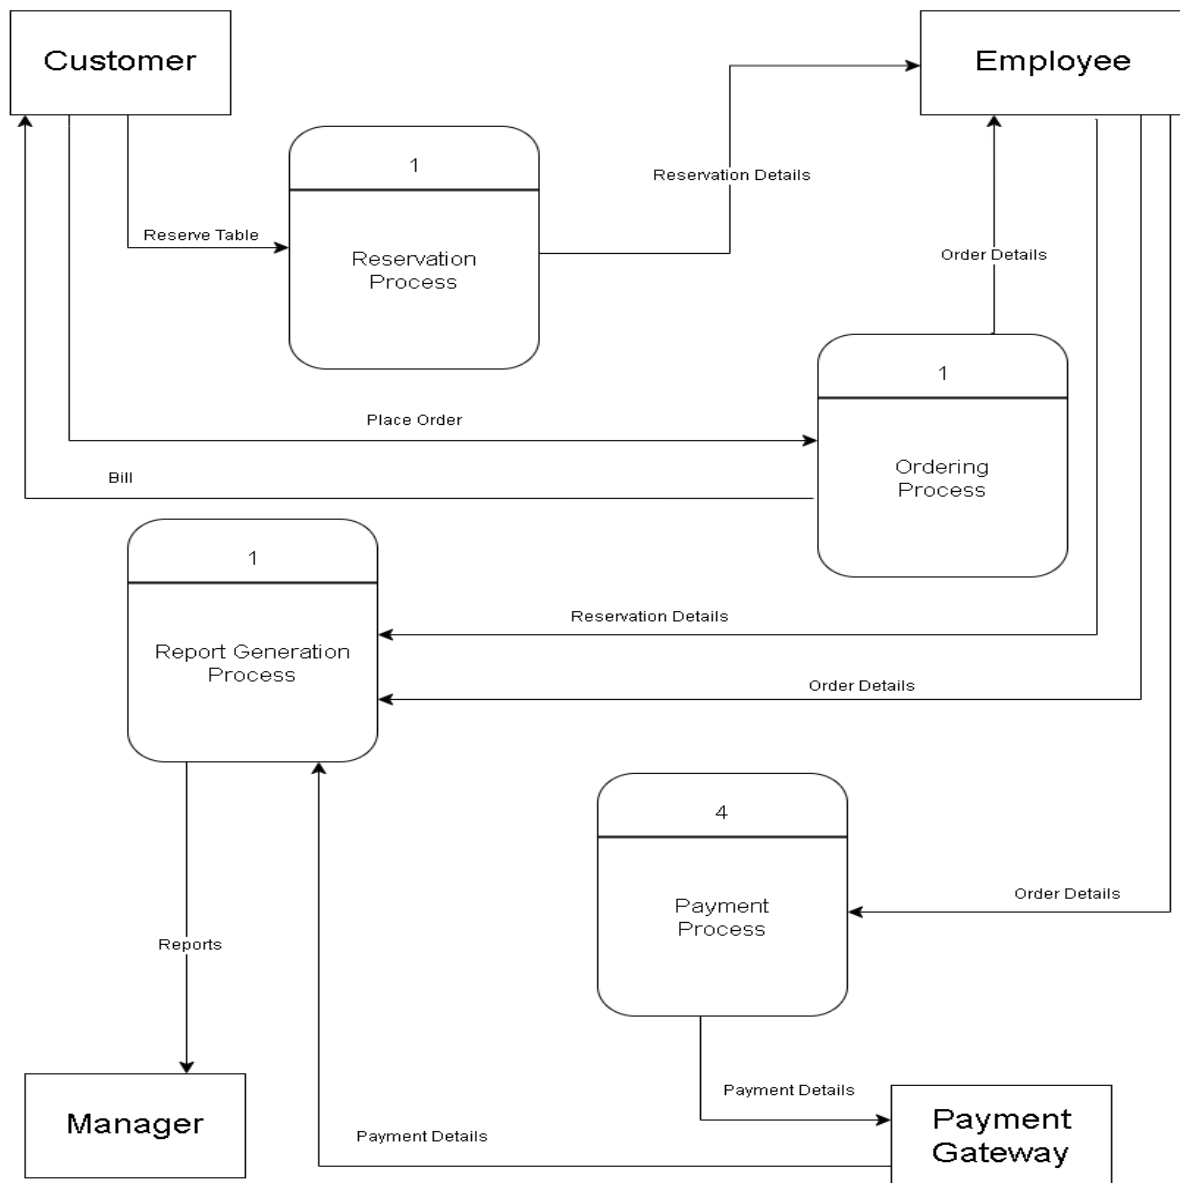 Customer
Employee
1
Reservation Details
Reserve Table
Reservation
Process
Order Details
1
Place Order
Ordering
Process
Bill
1
Reservation Details
Report Generation
Process
Order Details
4
Order Details
Payment
Process
Reports
Payment Details
Manager
Payment Details
Payment
Gateway